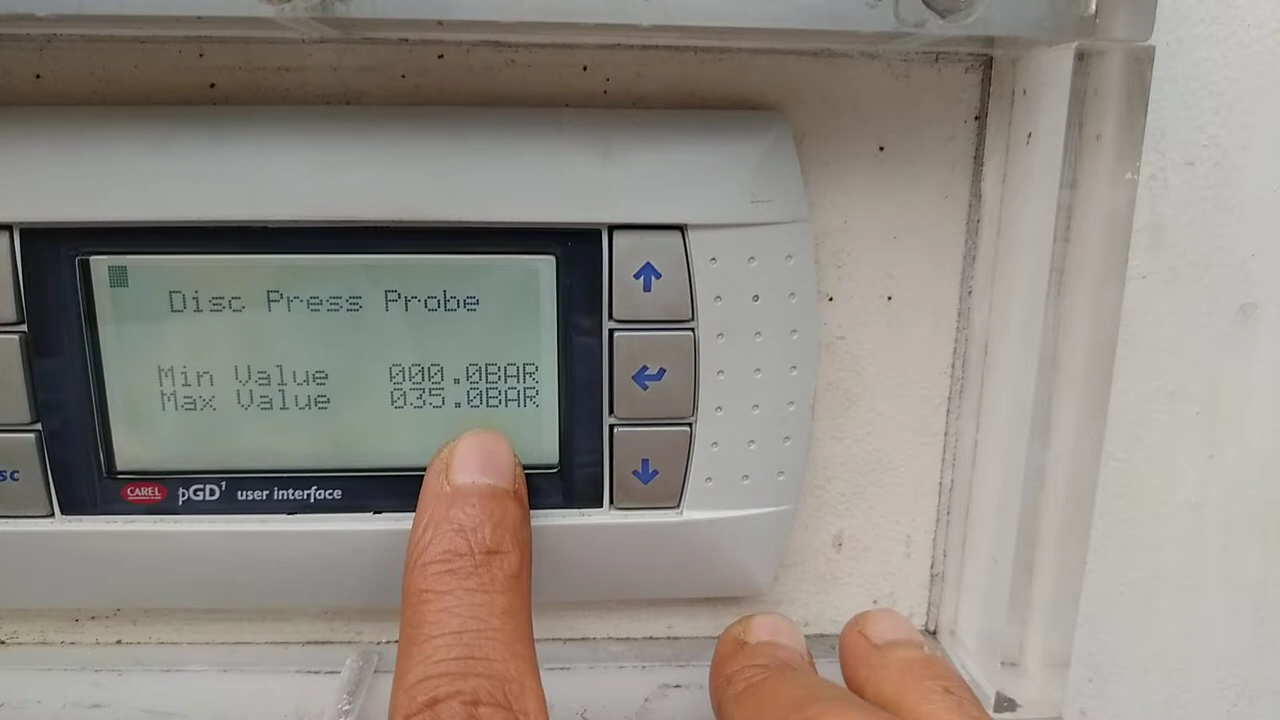 Disc Press Probe
Min Value 000.0BAR
Max Value 035.0BAR
sc
CAREL pGD1 user interface